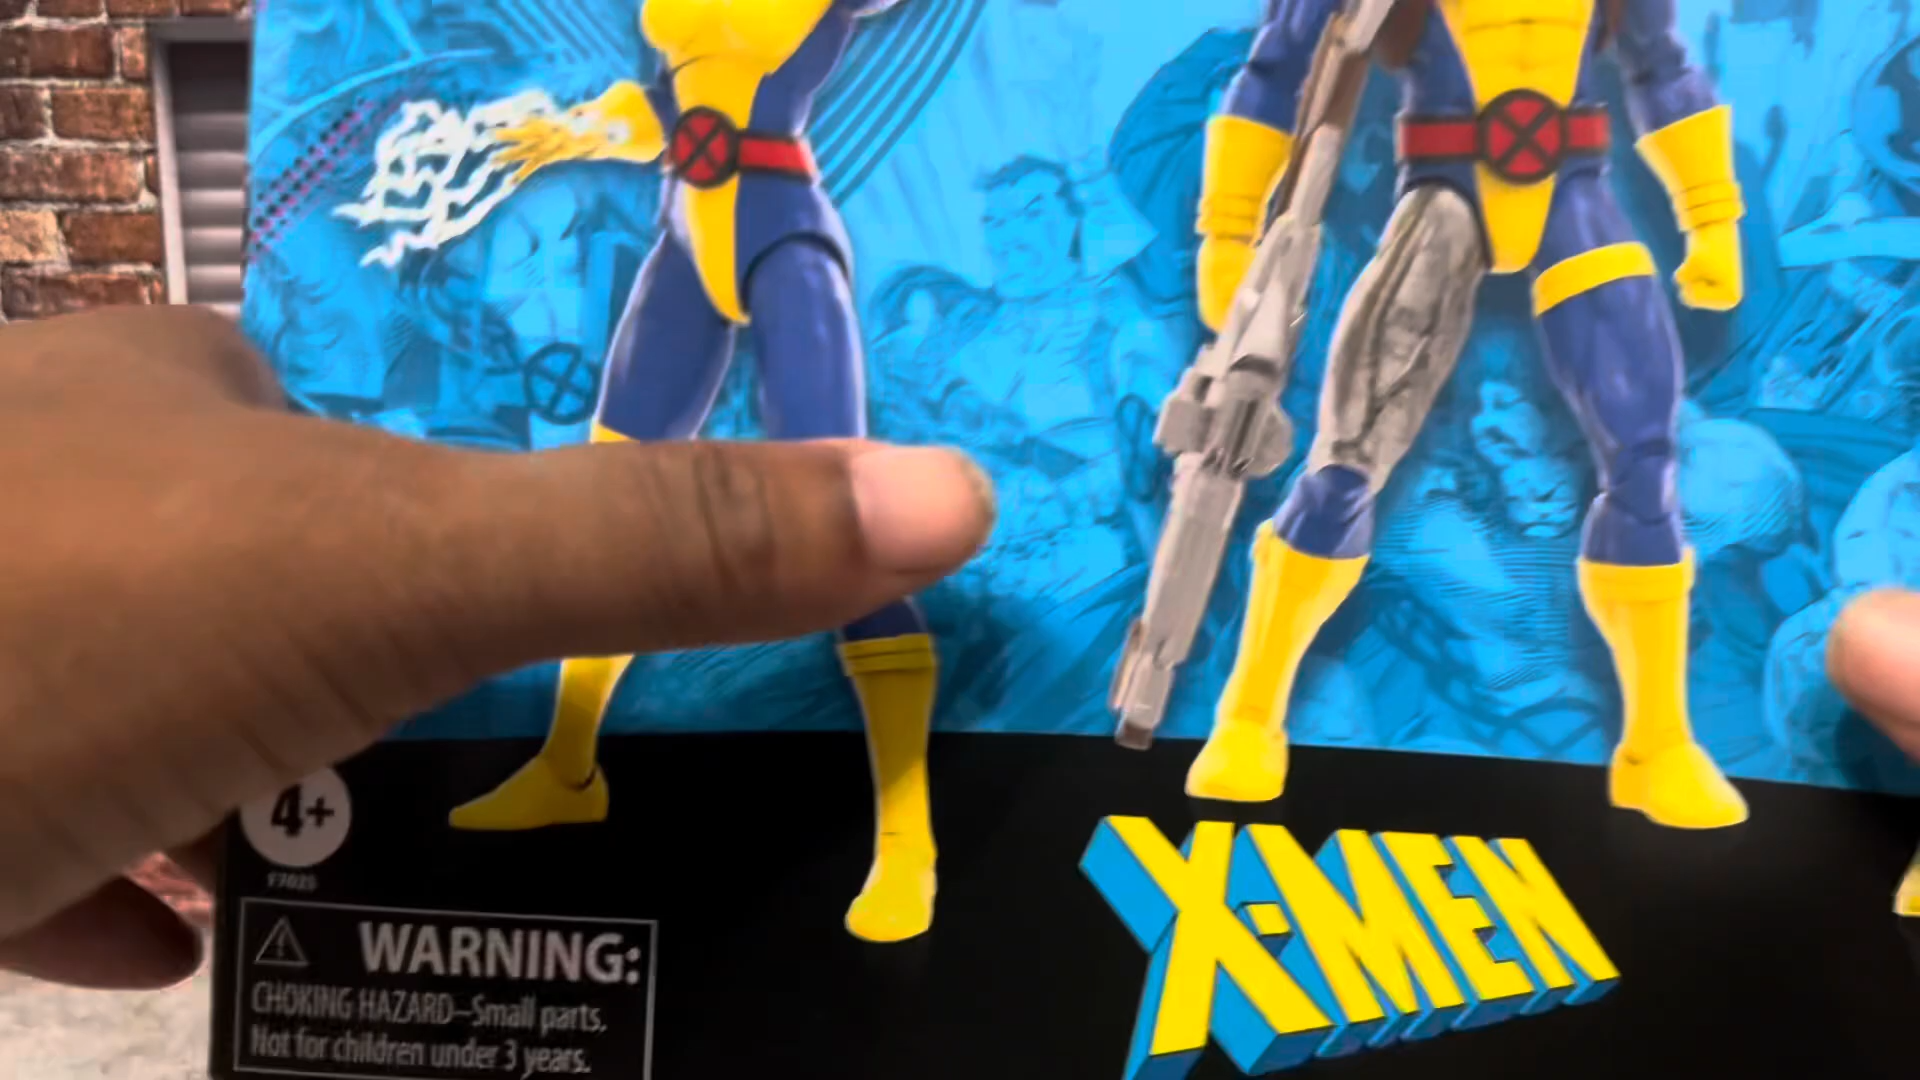 4+
F7025
WARNING:
CHOKING HAZARD–Small parts.
Not for children under 3 years.
X-MEN